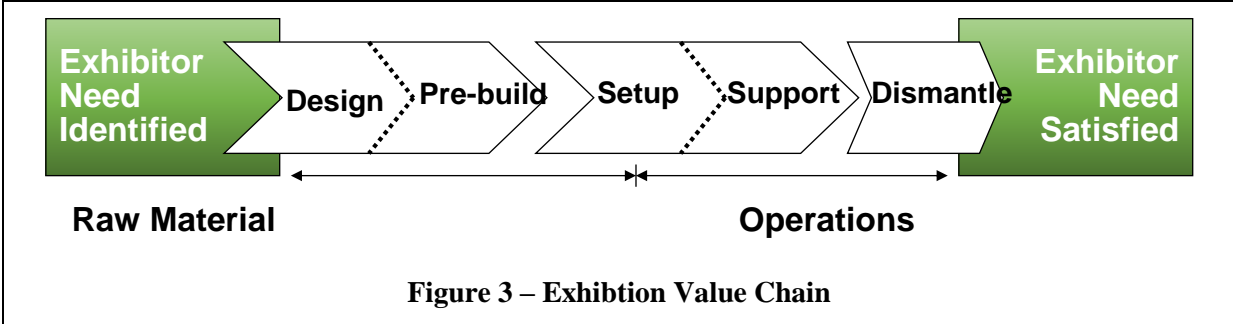 Exhibitor
Need
Identified
Design
Pre-build
Setup
Support
Dismantle
Exhibitor
Need
Satisfied
Raw Material
Operations
Figure 3 – Exhibtion Value Chain